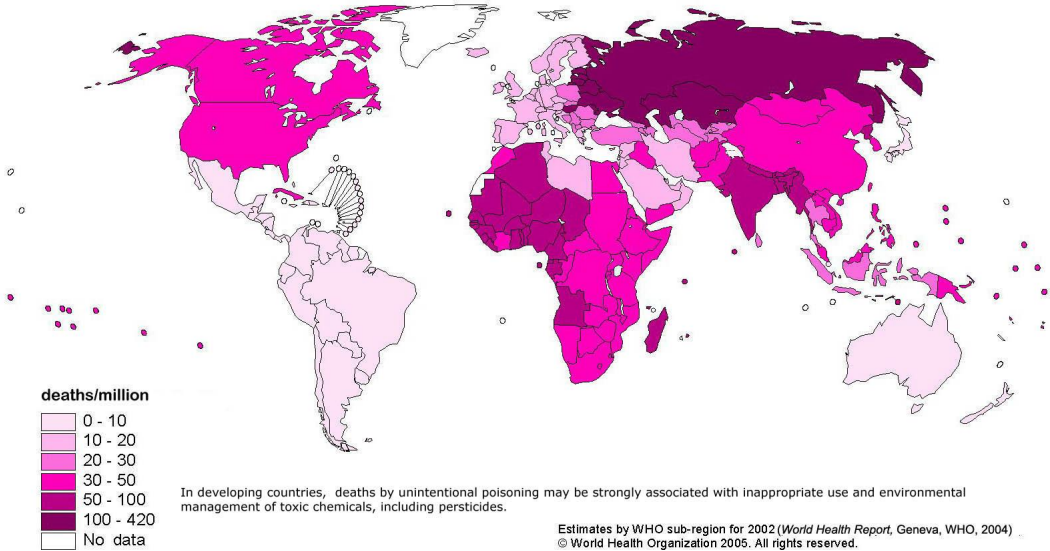 deaths/million
0 - 10
10 - 20
20 - 30
30 - 50
50 - 100
100 - 420
No data
In developing countries, deaths by unintentional poisoning may be strongly associated with inappropriate use and environmental
management of toxic chemicals, including persticides.
Estimates by WHO sub-region for 2002 (World Health Report, Geneva, WHO, 2004)
© World Health Organization 2005. All rights reserved.